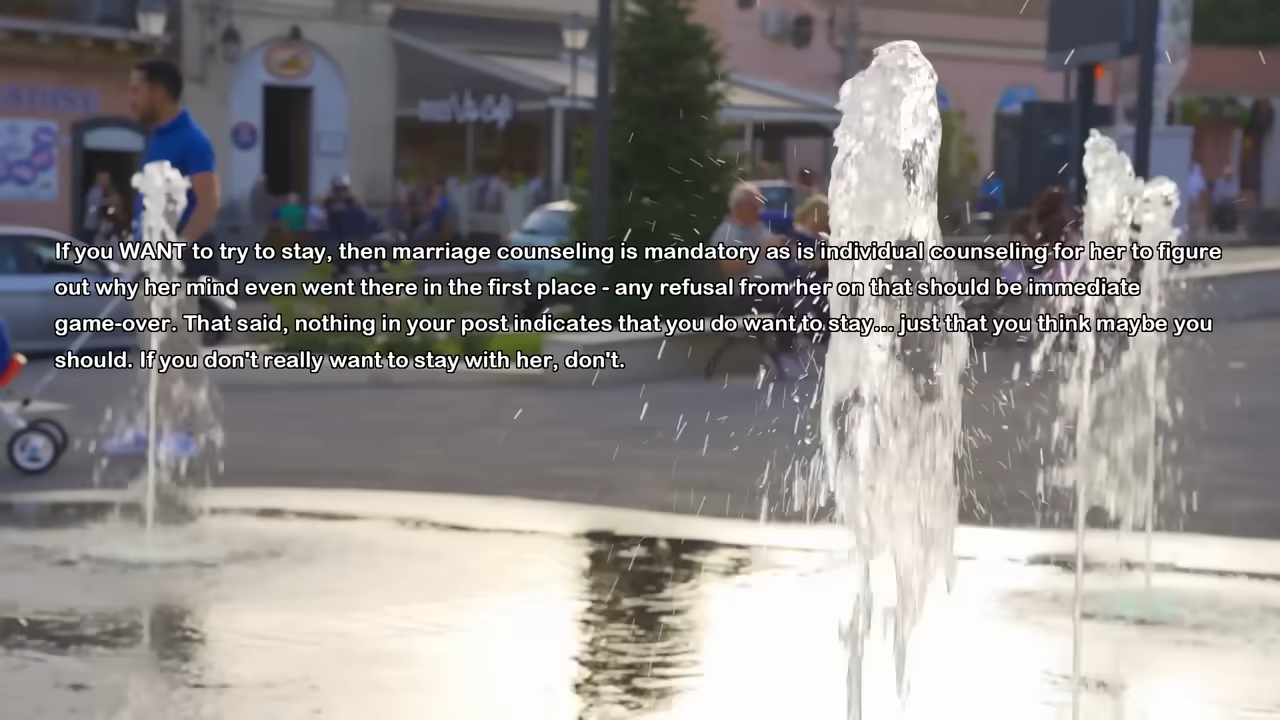 If you WANT to try to stay, then marriage counseling is mandatory as is individual counseling for her to figure
out why her mind even went there in the first place - any refusal from her on that should be immediate
game-over. That said, nothing in your post indicates that you do want to stay... just that you think maybe you
should. If you don't really want to stay with her, don't.